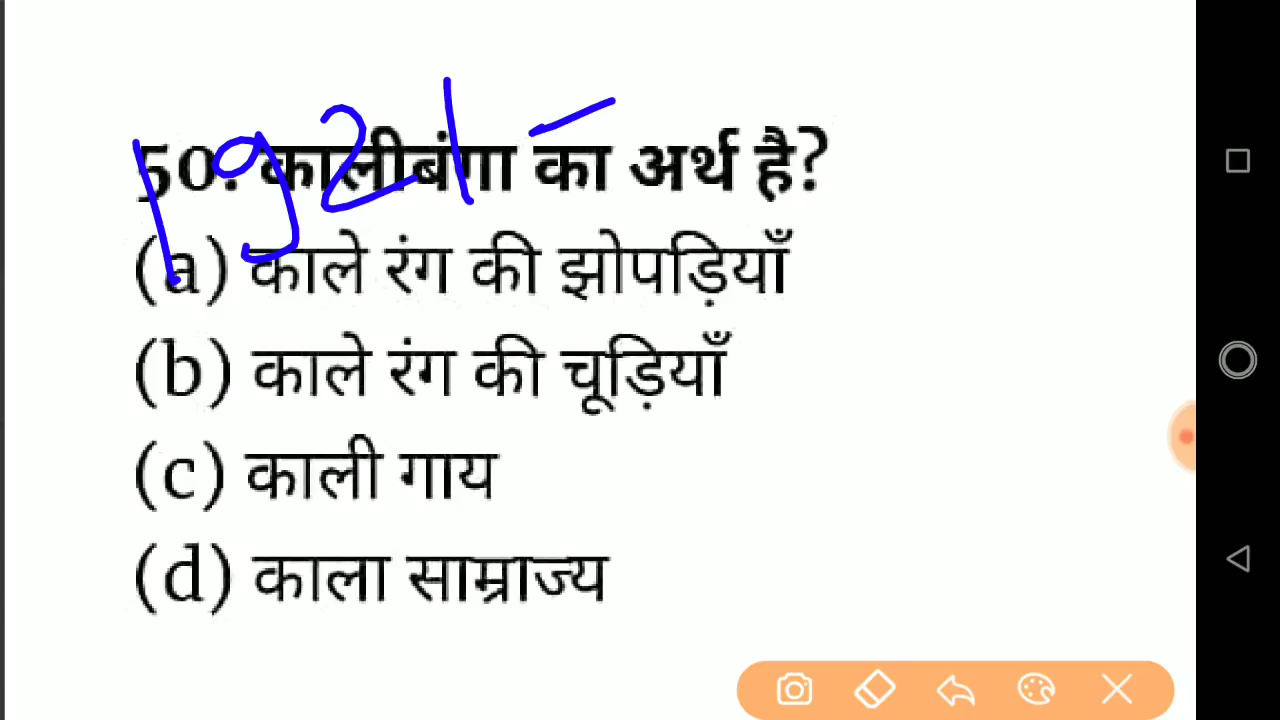 1921 -
50. कालीबंगा का अर्थ है?
(a) काले रंग की झोपड़ियाँ
(b) काले रंग की चूड़ियाँ
(c) काली गाय
(d) काला साम्राज्य